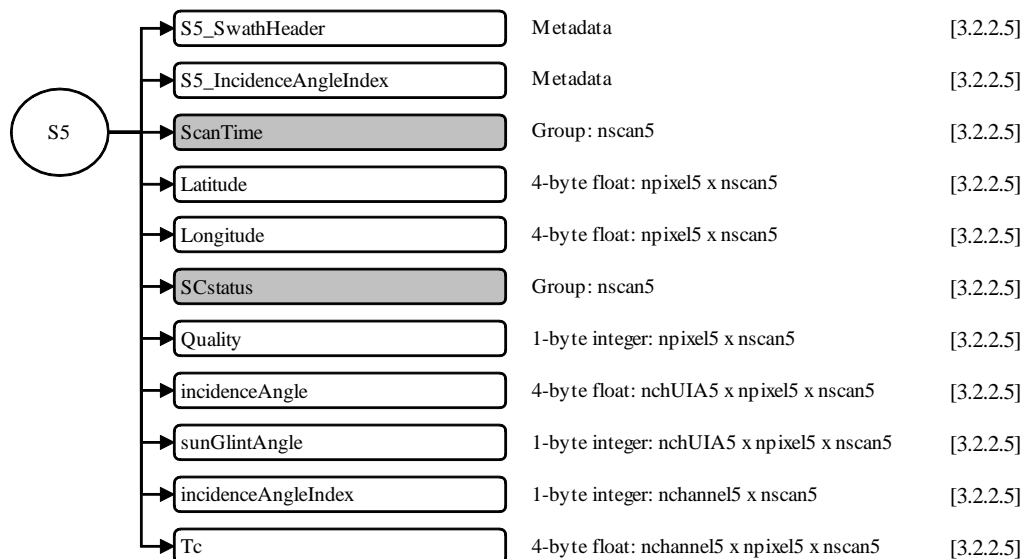 S5_SwathHeader Metadata [3.2.2.5]
S5_IncidenceAngleIndex Metadata [3.2.2.5]
S5 ScanTime Group: nscan5 [3.2.2.5]
Latitude 4-byte float: npixel5 x nscan5 [3.2.2.5]
Longitude 4-byte float: npixel5 x nscan5 [3.2.2.5]
SCstatus Group: nscan5 [3.2.2.5]
Quality 1-byte integer: npixel5 x nscan5 [3.2.2.5]
incidenceAngle 4-byte float: nchUIA5 x npixel5 x nscan5 [3.2.2.5]
sunGlintAngle 1-byte integer: nchUIA5 x npixel5 x nscan5 [3.2.2.5]
incidenceAngleIndex 1-byte integer: nchannel5 x nscan5 [3.2.2.5]
Tc 4-byte float: nchannel5 x npixel5 x nscan5 [3.2.2.5]